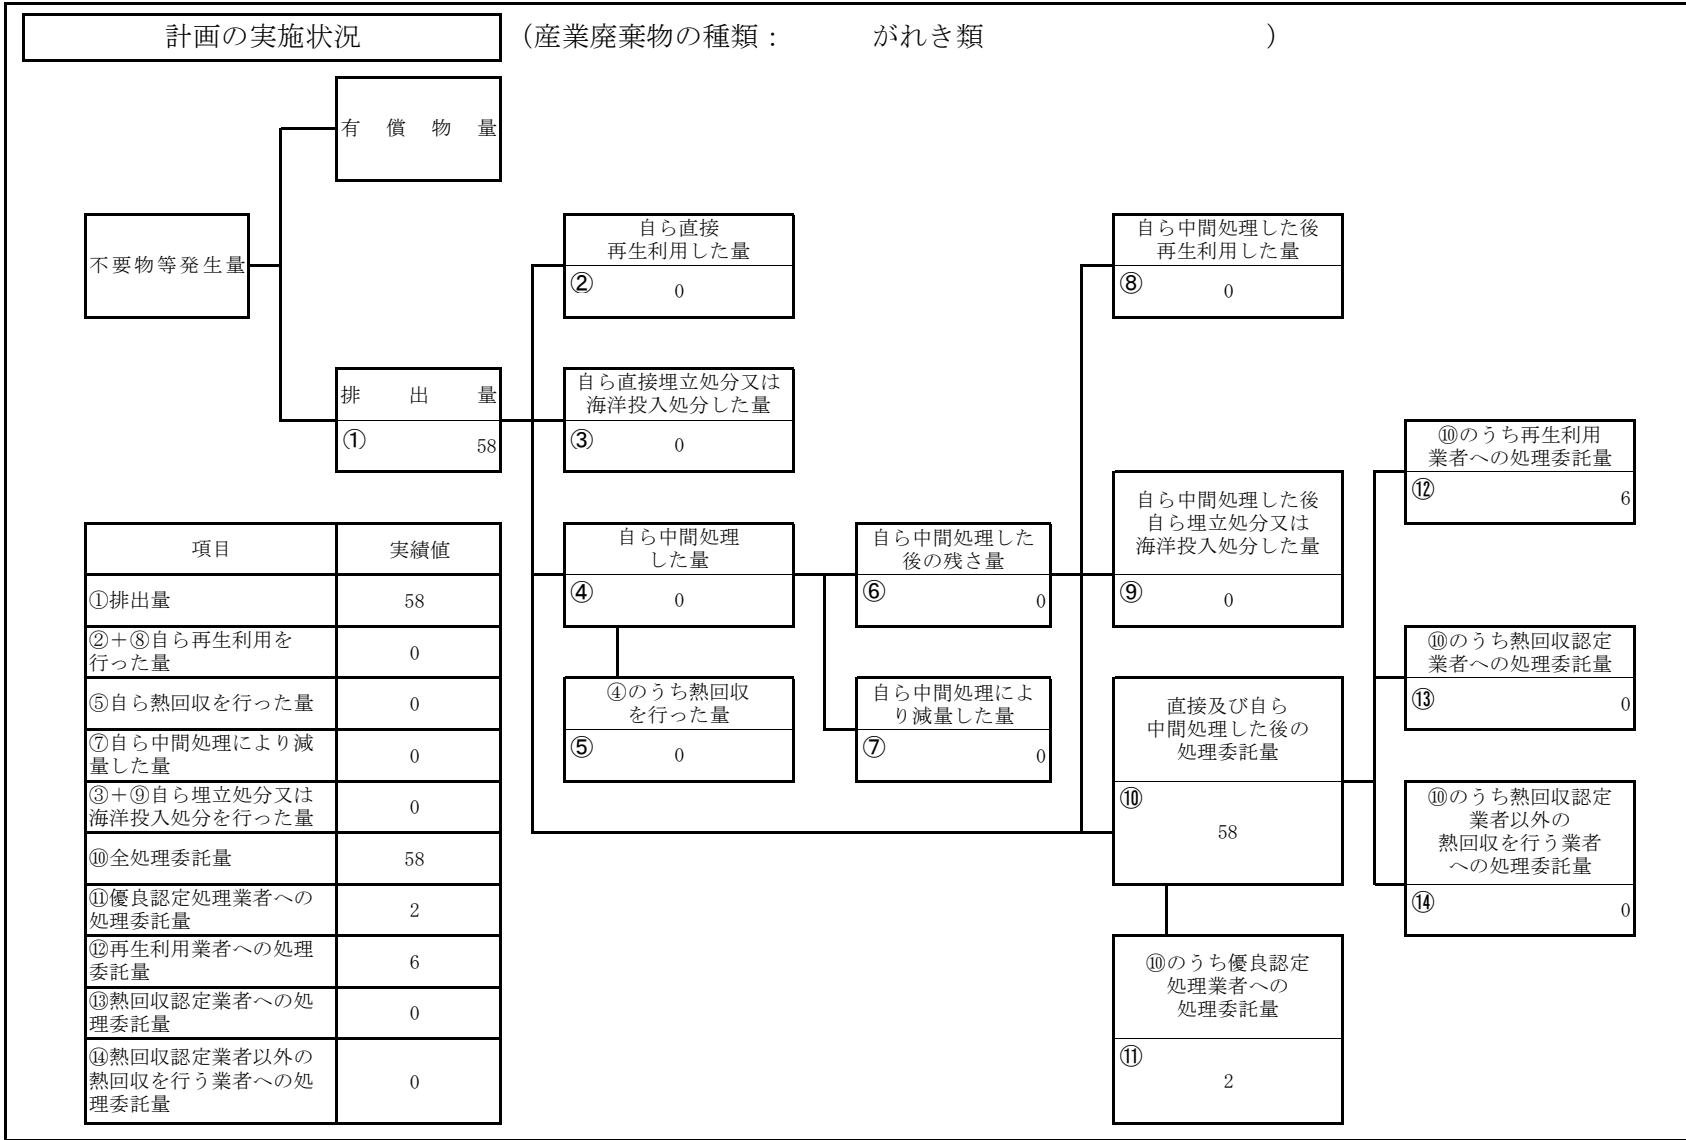 計画の実施状況
（産業廃棄物の種類： がれき類 ）
有償物量
不要物等発生量
自ら直接
再生利用した量
② 0
自ら中間処理した後
再生利用した量
⑧ 0
排出量
① 58
自ら直接埋立処分又は
海洋投入処分した量
③ 0
⑩のうち再生利用
業者への処理委託量
⑫ 6
自ら中間処理
した量
④ 0
自ら中間処理した
後の残さ量
⑥ 0
自ら中間処理した後
自ら埋立処分又は
海洋投入処分した量
⑨ 0
⑩のうち熱回収認定
業者への処理委託量
⑬ 0
④のうち熱回収
を行った量
⑤ 0
自ら中間処理によ
り減量した量
⑦ 0
直接及び自ら
中間処理した後の
処理委託量
⑩
58
⑩のうち熱回収認定
業者以外の
熱回収を行う業者
への処理委託量
⑭ 0
⑩のうち優良認定
処理業者への
処理委託量
⑪
2
項目 実績値
①排出量 58
②＋⑧自ら再生利用を
行った量 0
⑤自ら熱回収を行った量 0
⑦自ら中間処理により減
量した量 0
③＋⑨自ら埋立処分又は
海洋投入処分を行った量 0
⑩全処理委託量 58
⑪優良認定処理業者への
処理委託量 2
⑫再生利用業者への処理
委託量 6
⑬熱回収認定業者への処
理委託量 0
⑭熱回収認定業者以外の
熱回収を行う業者への処 0
理委託量